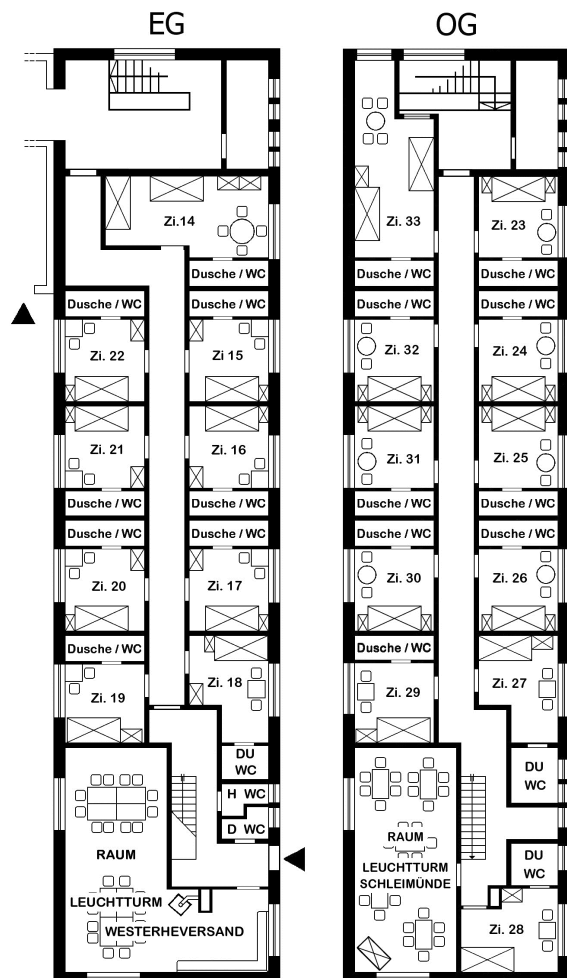 EG
Zi.14
Dusche / WC
Dusche / WC
Dusche / WC
Zi. 22
Zi 15
Zi. 21
Zi. 16
Dusche / WC
Dusche / WC
Dusche / WC
Dusche / WC
Zi. 20
Zi. 17
Dusche / WC
Zi. 18
Zi. 19
DU
WC
H WC
D WC
RAUM
LEUCHTTURM
WESTERHEVERSAND
OG
Zi. 33
Zi. 23
Dusche / WC
Dusche / WC
Dusche / WC
Dusche / WC
Zi. 32
Zi. 24
Zi. 31
Zi. 25
Dusche / WC
Dusche / WC
Dusche / WC
Dusche / WC
Zi. 30
Zi. 26
Dusche / WC
Zi. 27
Zi. 29
DU
WC
RAUM
LEUCHTTURM
SCHLEIMÜNDE
DU
WC
Zi. 28